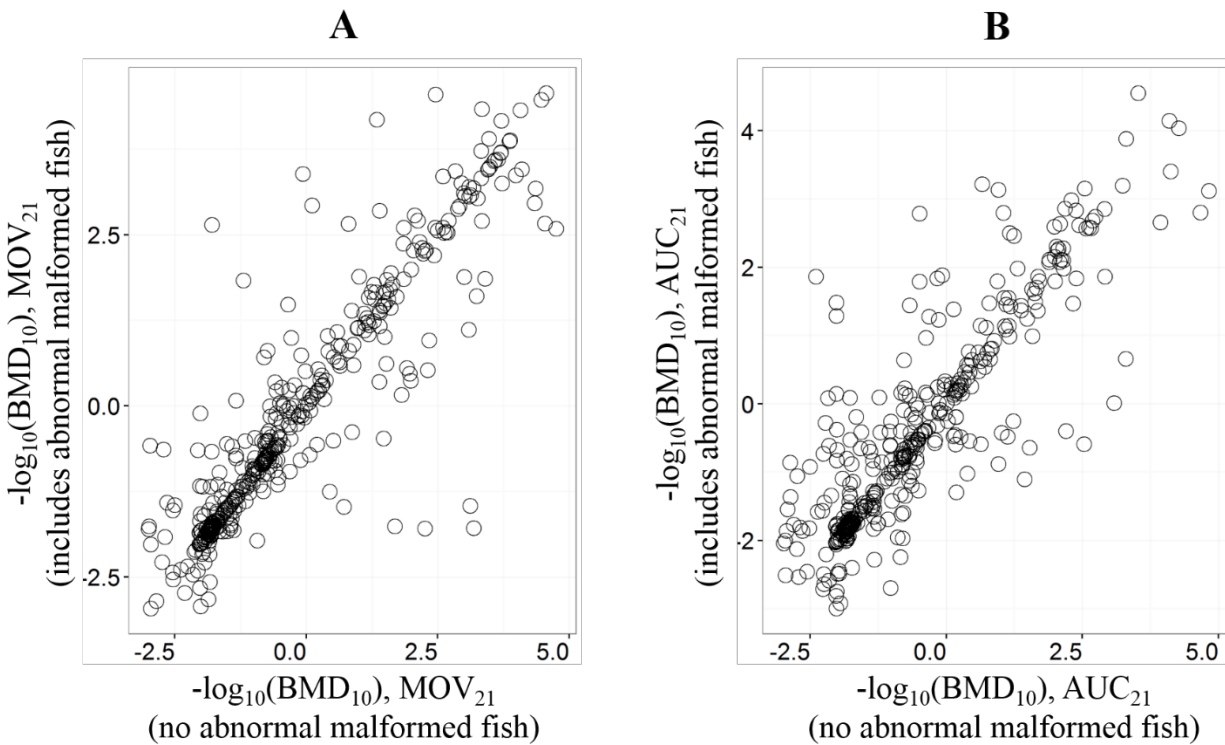 A
-log10(BMD10), MOV21
(includes abnormal malformed fish)
2.5
0.0
-2.5
-2.5
0.0
2.5
5.0
-log10(BMD10), MOV21
(no abnormal malformed fish)
B
-log10(BMD10), AUC21
(includes abnormal malformed fish)
4
2
0
-2
-2.5
0.0
2.5
5.0
-log10(BMD10), AUC21
(no abnormal malformed fish)